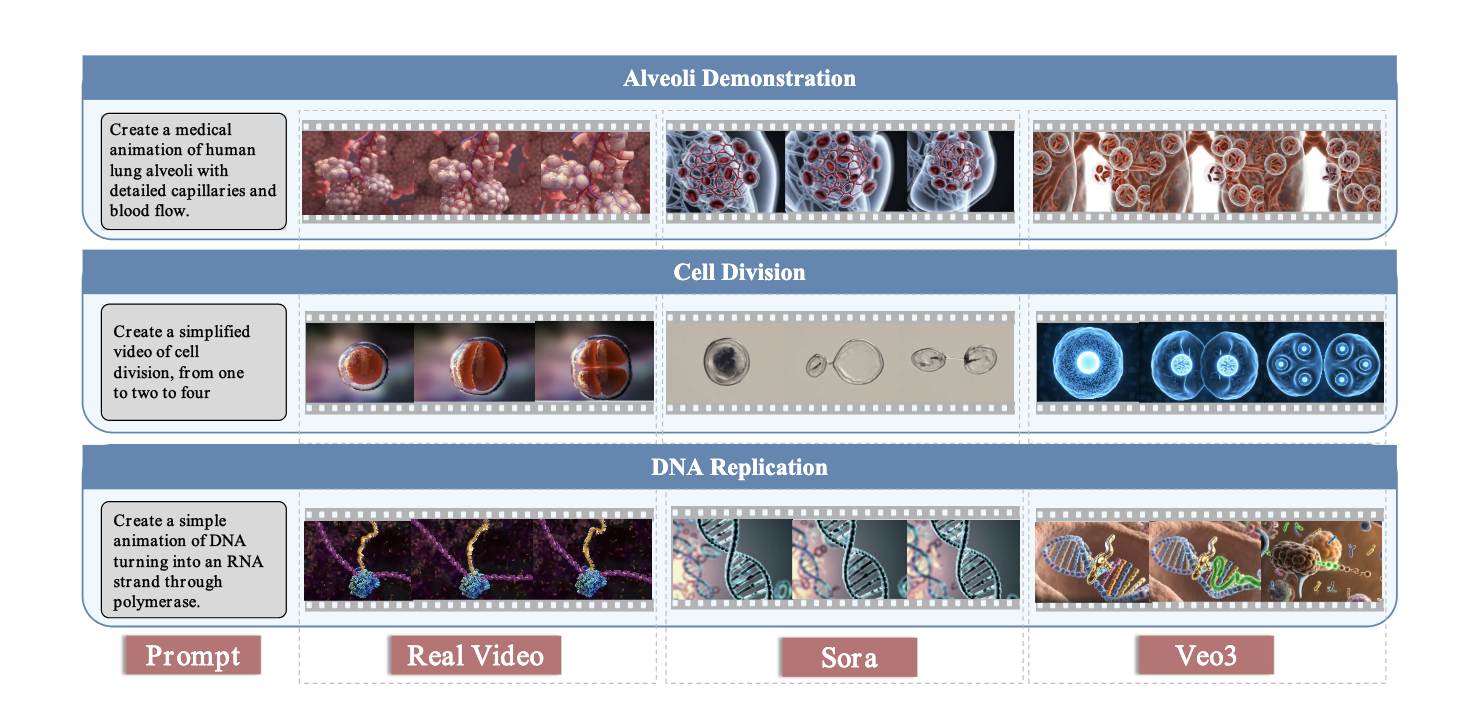 Alveoli Demonstration
Create a medical
animation of human
lung alveoli with
detailed capillaries and
blood flow.
Cell Division
Create a simplified
video of cell
division, from one
to two to four
DNA Replication
Create a simple
animation of DNA
turning into an RNA
strand through
polymerase.
Prompt
Real Video
Sora
Veo3